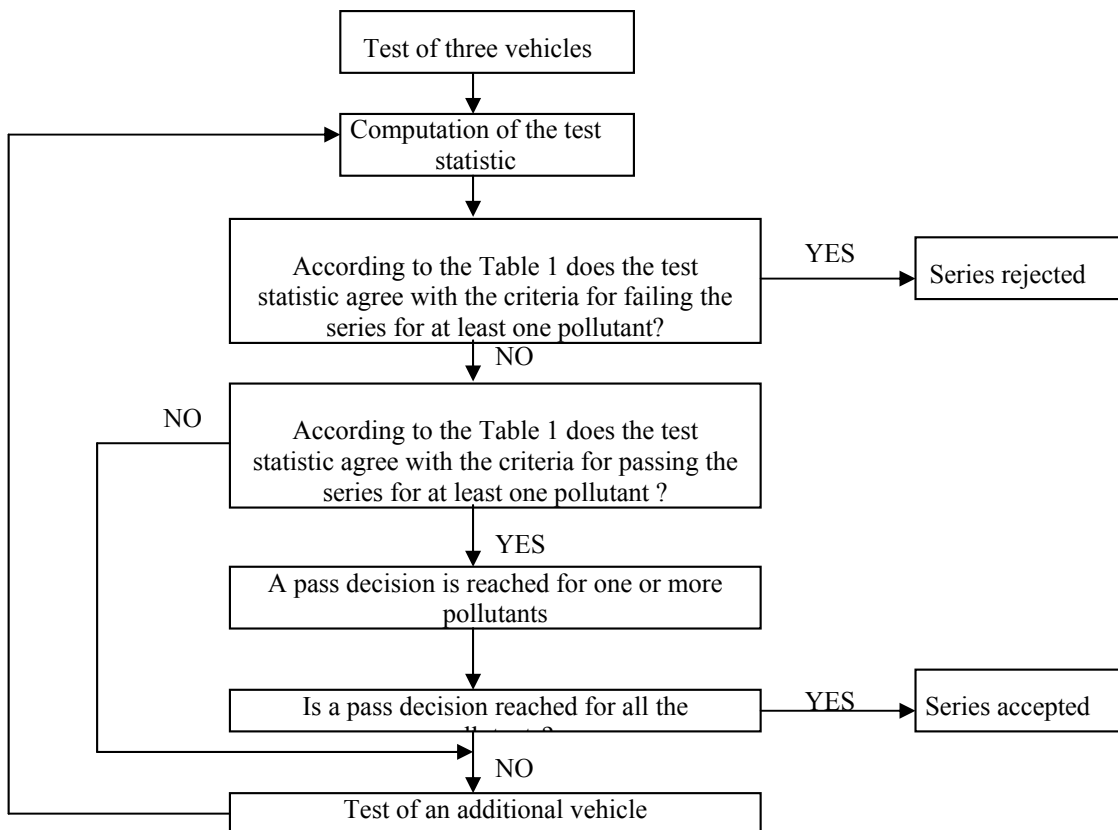 Test of three vehicles
Computation of the test
statistic
According to the Table 1 does the test
statistic agree with the criteria for failing the
series for at least one pollutant?
YES
Series rejected
NO
NO
According to the Table 1 does the test
statistic agree with the criteria for passing the
series for at least one pollutant ?
YES
A pass decision is reached for one or more
pollutants
Is a pass decision reached for all the
YES
Series accepted
NO
Test of an additional vehicle